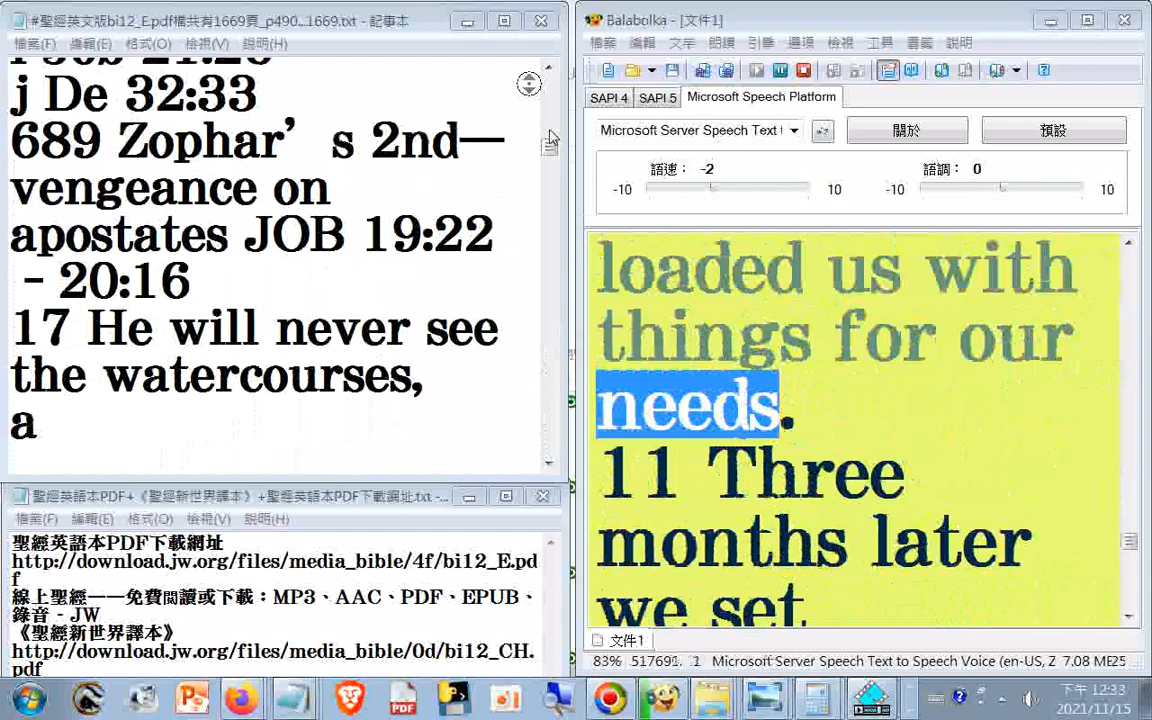 #聖經英文版bi12_E.pdf檔共有1669頁_p490...1669.txt - 記事本
檔案(F) 編輯(E) 格式(O) 檢視(V) 說明(H)
j De 32:33
689 Zophar’s 2nd—
vengeance on
apostates JOB 19:22
- 20:16
17 He will never see
the watercourses,
a
聖經英語本PDF+《聖經新世界譯本》+聖經英語本PDF下載網址.txt -...
檔案(F) 編輯(E) 格式(O) 檢視(V) 說明(H)
聖經英語本PDF下載網址
http://download.jw.org/files/media_bible/4f/bi12_E.pd
f
線上聖經——免費閱讀或下載：MP3、AAC、PDF、EPUB、
錄音 - JW
《聖經新世界譯本》
http://download.jw.org/files/media_bible/0d/bi12_CH.
pdf
Balabolka - [文件1]
檔案 編輯 文字 朗讀 引擎 選項 檢視 工具 書籤 說明
SAPI 4 SAPI 5 Microsoft Speech Platform
Microsoft Server Speech Text t
關於 預設
語速： -2 語調： 0
-10 10 -10 10
loaded us with
things for our
needs.
11 Three
months later
we set
文件1
83% 517691. 1 Microsoft Server Speech Text to Speech Voice (en-US, Z 7.08 ME25
PDF
下午 12:33
2021/11/15